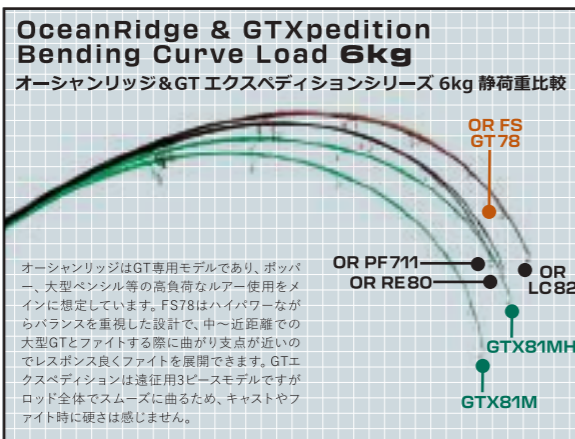 OceanRidge & GTXpedition
Bending Curve Load 6kg
オーシャンリッジ&GT エクスペディションシリーズ 6kg 静荷重比較
OR FS
GT78
OR PF711
OR RE80
OR
LC82
GTX81MH
GTX81M
オーシャンリッジはGT専用モデルであり、ポッパ
ー、大型ペンシル等の高負荷なルアー使用をメ
インに想定しています。FS78はハイパワーなが
らバランスを重視した設計で、中〜近距離での
大型GTとファイトする際に曲がり支点が近いの
でレスポンス良くファイトを展開できます。GTエ
クスペディションは遠征用3ピースモデルですが
ロッド全体でスムーズに曲るため、キャストやフ
ァイト時に硬さは感じません。